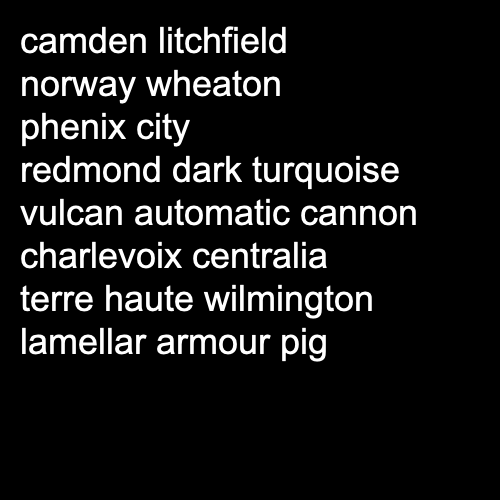 camden litchfield
norway wheaton
phenix city
redmond dark turquoise
vulcan automatic cannon
charlevoix centralia
terre haute wilmington
lamellar armour pig